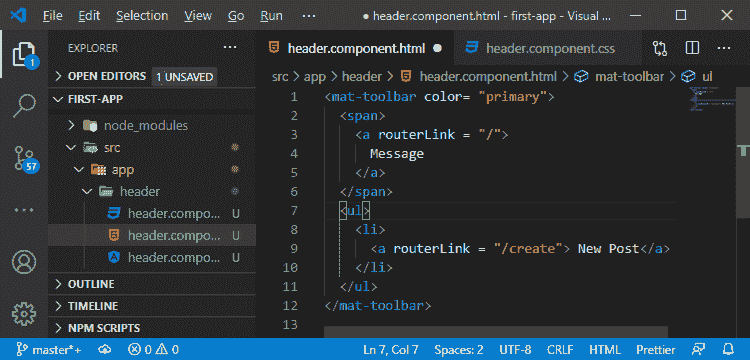 File Edit View Go Run ··· header.component.html - first-app - Visual ...
EXPLORER ···
OPEN EDITORS 1 UNSAVED
FIRST-APP
node_modules
src
app
header
header.compo... U
header.compo... U
header.compo... U
OUTLINE
TIMELINE
NPM SCRIPTS
1
57
header.component.html header.component.css ···
src > app > header > header.component.html > mat-toolbar > ul
1 <mat-toolbar color= "primary">
2 <span>
3 <a routerLink = "/">
4 Message
5 </a>
6 </span>
7 <ul>
8 <li>
9 <a routerLink = "/create"> New Post</a>
10 </li>
11 </ul>
12 </mat-toolbar>
13
master*+ 0 0 Ln 7, Col 7 Spaces: 2 UTF-8 CRLF HTML Prettier